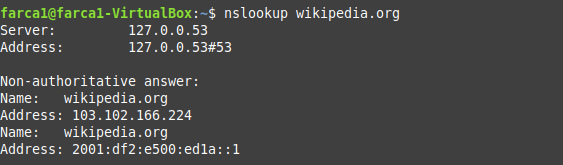 farca1@farca1-VirtualBox:~$ nslookup wikipedia.org
Server:         127.0.0.53
Address:        127.0.0.53#53

Non-authoritative answer:
Name:   wikipedia.org
Address: 103.102.166.224
Name:   wikipedia.org
Address: 2001:df2:e500:ed1a::1